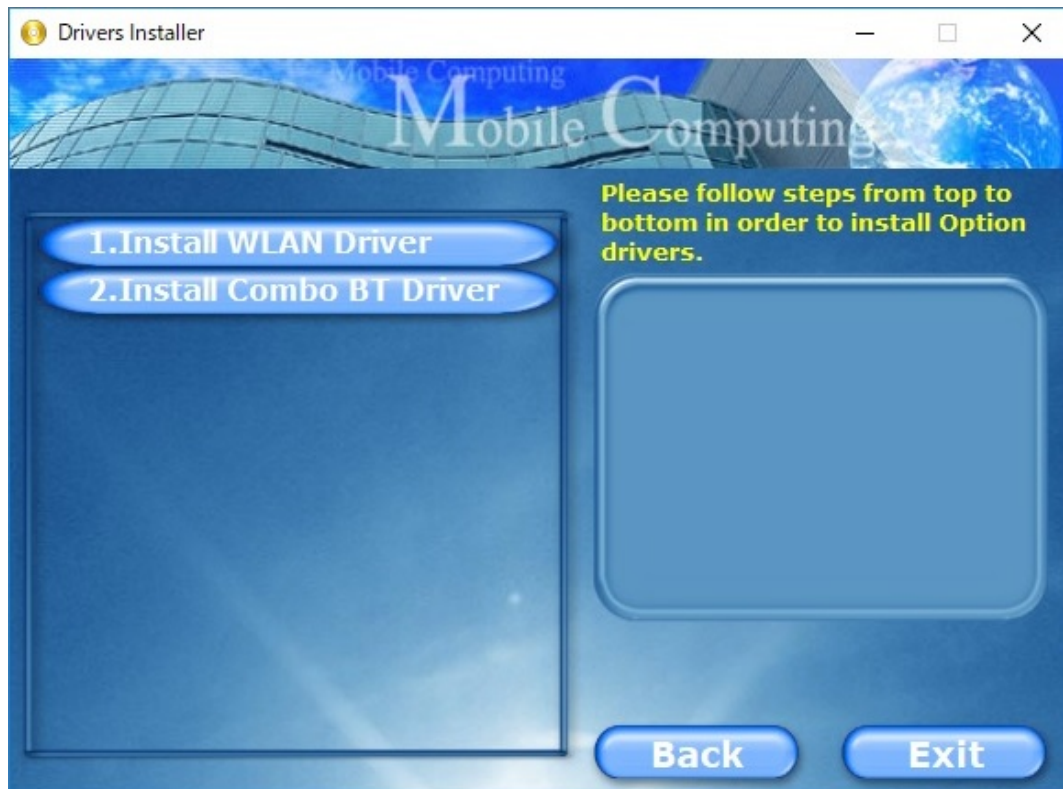 Drivers Installer
Mobile Computing
Mobile Computing
Please follow steps from top to
bottom in order to install Option
drivers.
1.Install WLAN Driver
2.Install Combo BT Driver
Back
Exit